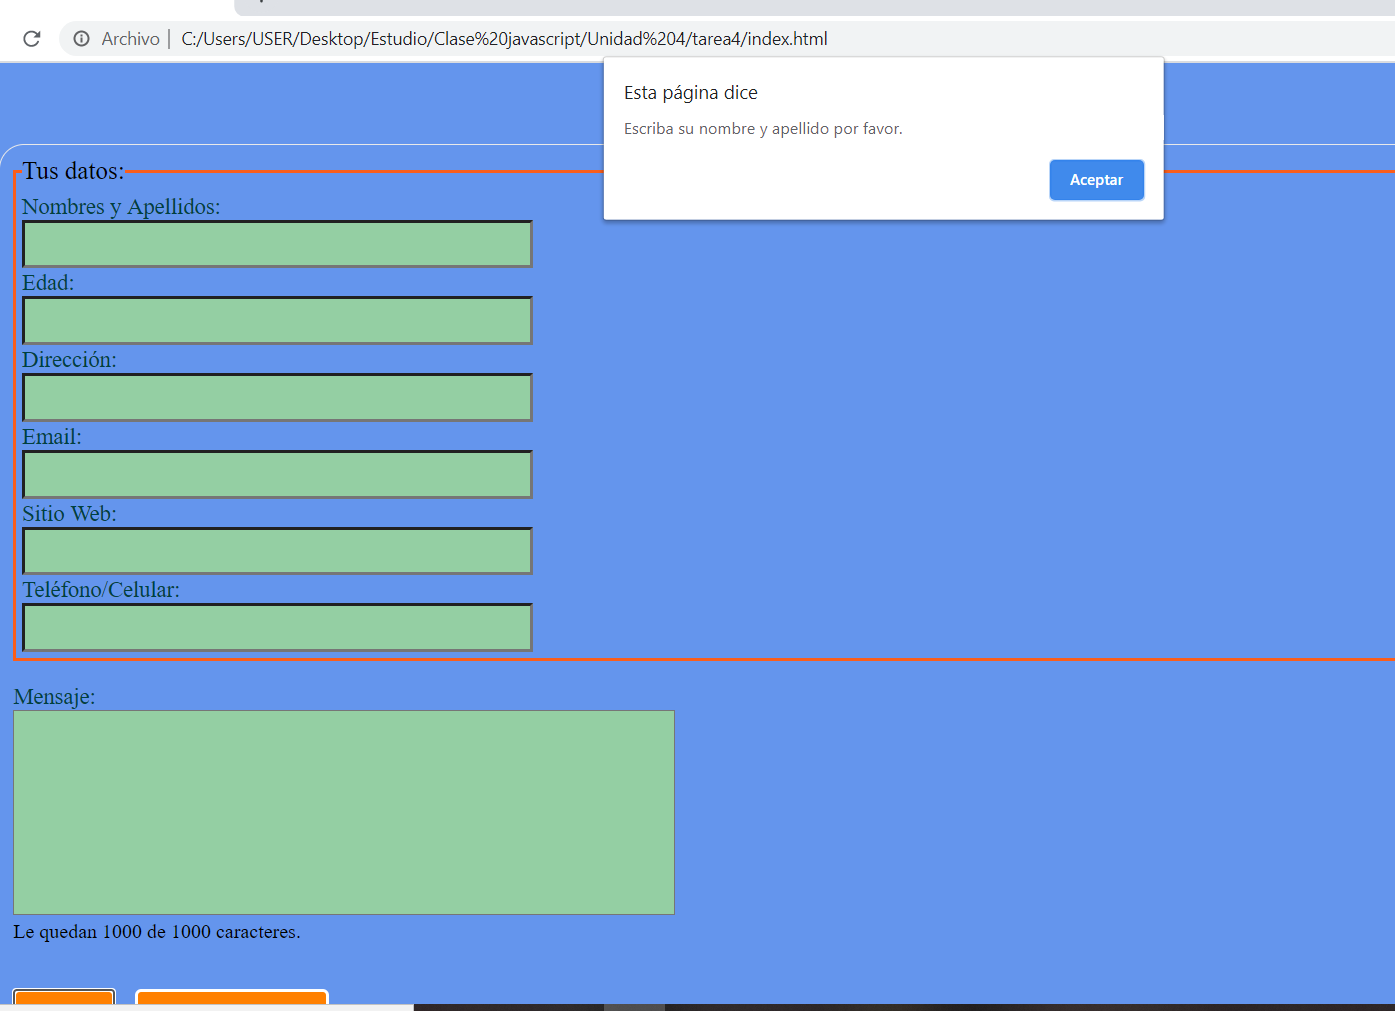 Archivo | C:/Users/USER/Desktop/Estudio/Clase%20javascript/Unidad%204/tarea4/index.html
Esta página dice
Escriba su nombre y apellido por favor.
Aceptar
Tus datos:
Nombres y Apellidos:
Edad:
Dirección:
Email:
Sitio Web:
Teléfono/Celular:
Mensaje:
Le quedan 1000 de 1000 caracteres.